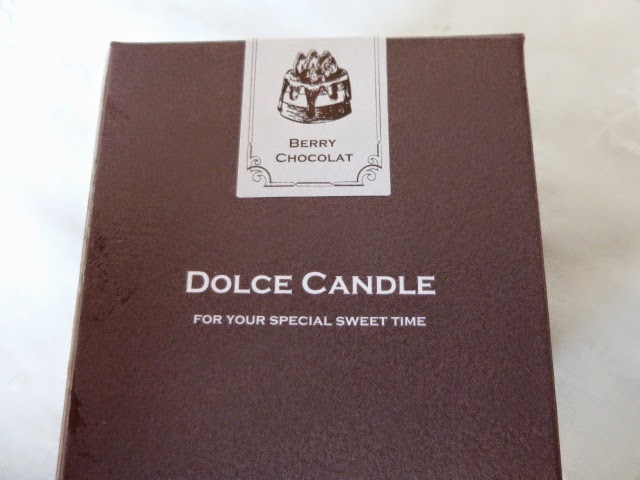 BERRY
CHOCOLAT
DOLCE CANDLE
FOR YOUR SPECIAL SWEET TIME